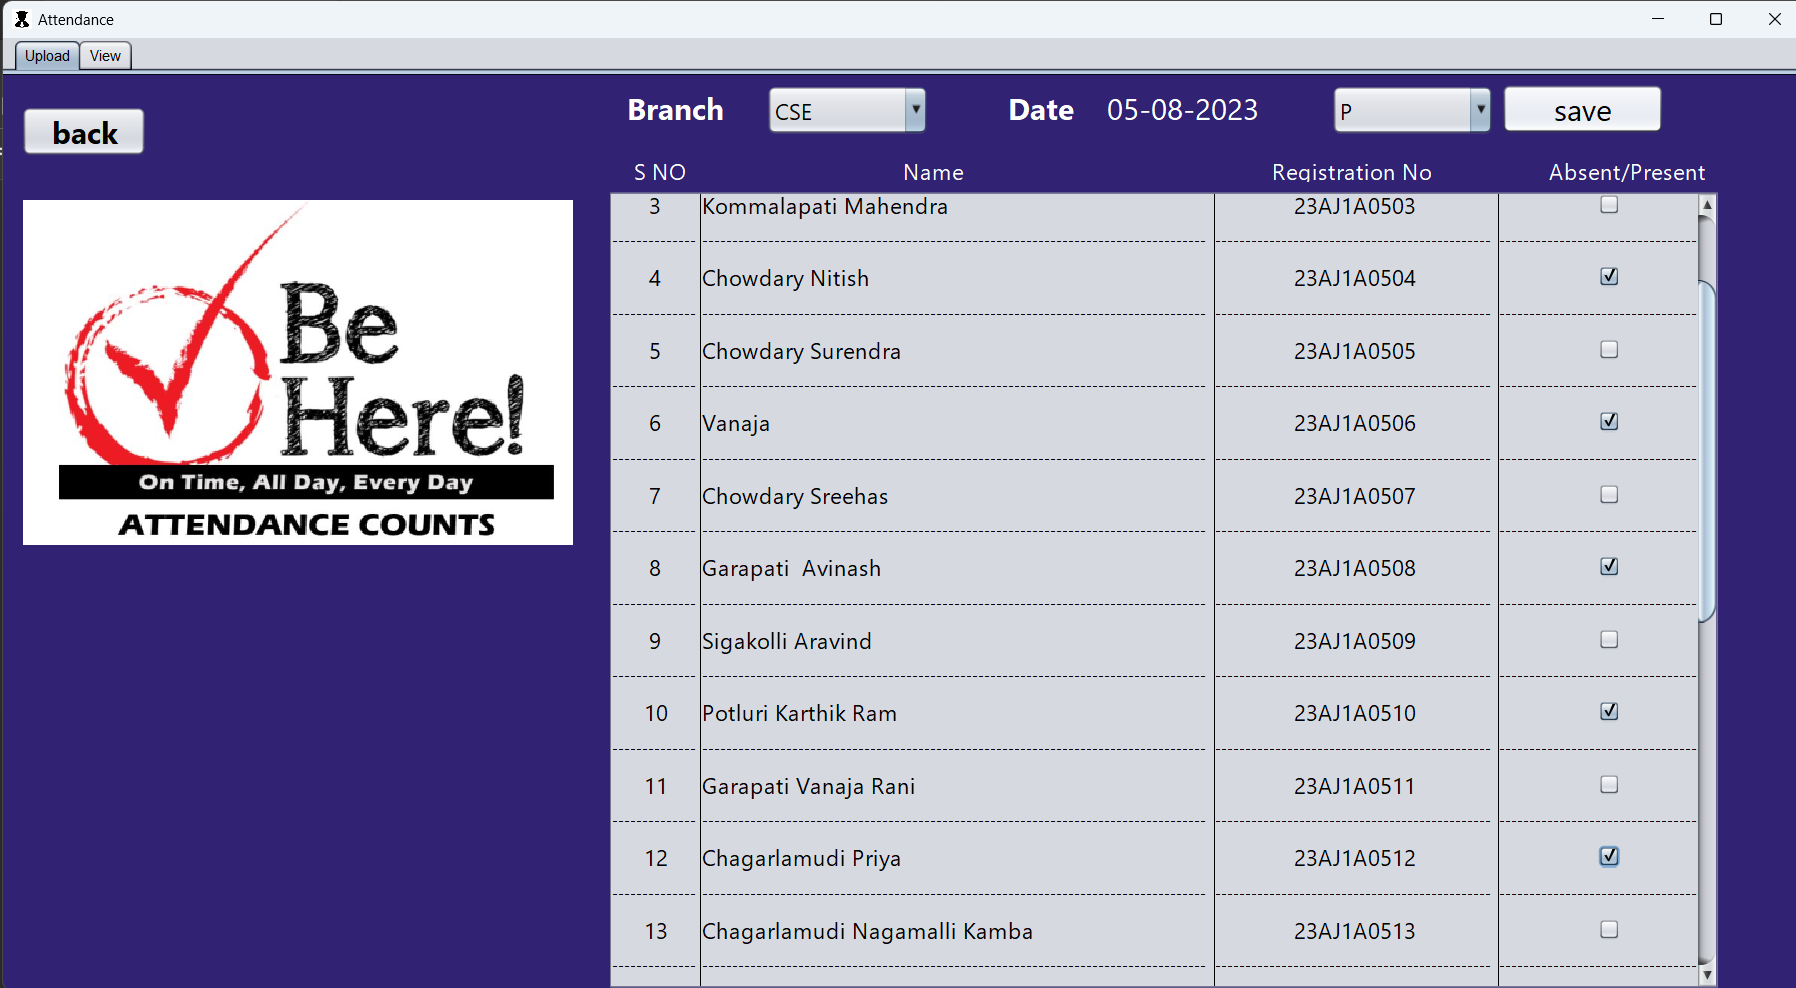 Attendance
Upload View
back
Branch CSE Date 05-08-2023 P save
S NO Name Registration No Absent/Present
3 Kommalapati Mahendra 23AJ1A0503
4 Chowdary Nitish 23AJ1A0504
5 Chowdary Surendra 23AJ1A0505
6 Vanaja 23AJ1A0506
7 Chowdary Sreehas 23AJ1A0507
8 Garapati  Avinash 23AJ1A0508
9 Sigakolli Aravind 23AJ1A0509
10 Potluri Karthik Ram 23AJ1A0510
11 Garapati Vanaja Rani 23AJ1A0511
12 Chagarlamudi Priya 23AJ1A0512
13 Chagarlamudi Nagamalli Kamba 23AJ1A0513
Be
Here!
On Time, All Day, Every Day
ATTENDANCE COUNTS